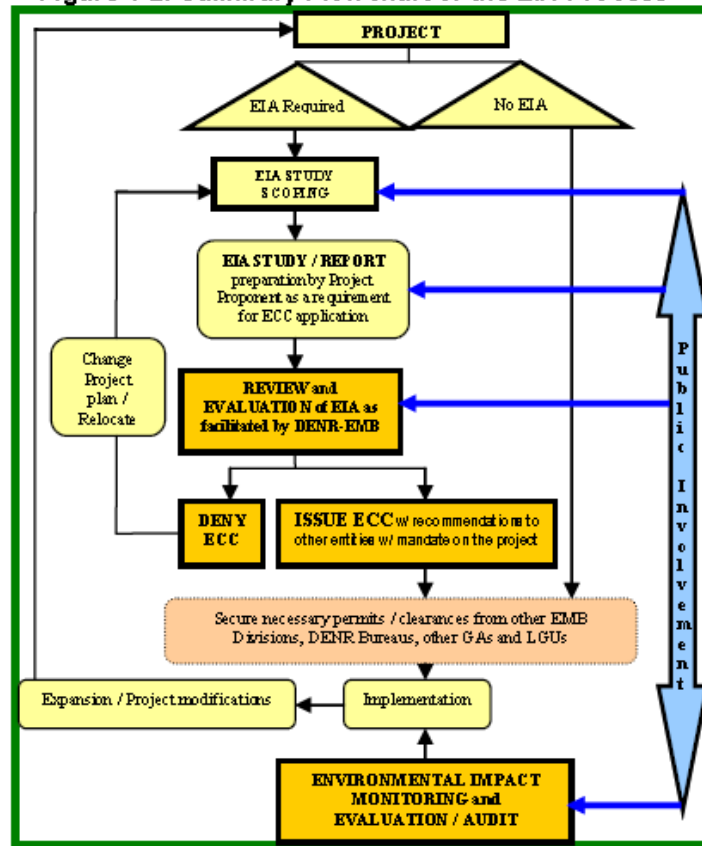 PROJECT
EIA Required
No EIA
EIA STUDY
SCOPING
EIA STUDY / REPORT
preparation by Project
Proponent as a requirement
for ECC application
Change
Project
plan /
Relocate
REVIEW and
EVALUATION of EIA as
facilitated by DENR-EMB
DENY
ECC
ISSUE ECC w/ recommendations to
other entities w/ mandate on the project
Secure necessary permits / clearances from other EMB
Divisions, DENR Bureaus, other GAs and LGUs
Expansion / Project modifications
Implementation
ENVIRONMENTAL IMPACT
MONITORING and
EVALUATION / AUDIT
Public Involvement